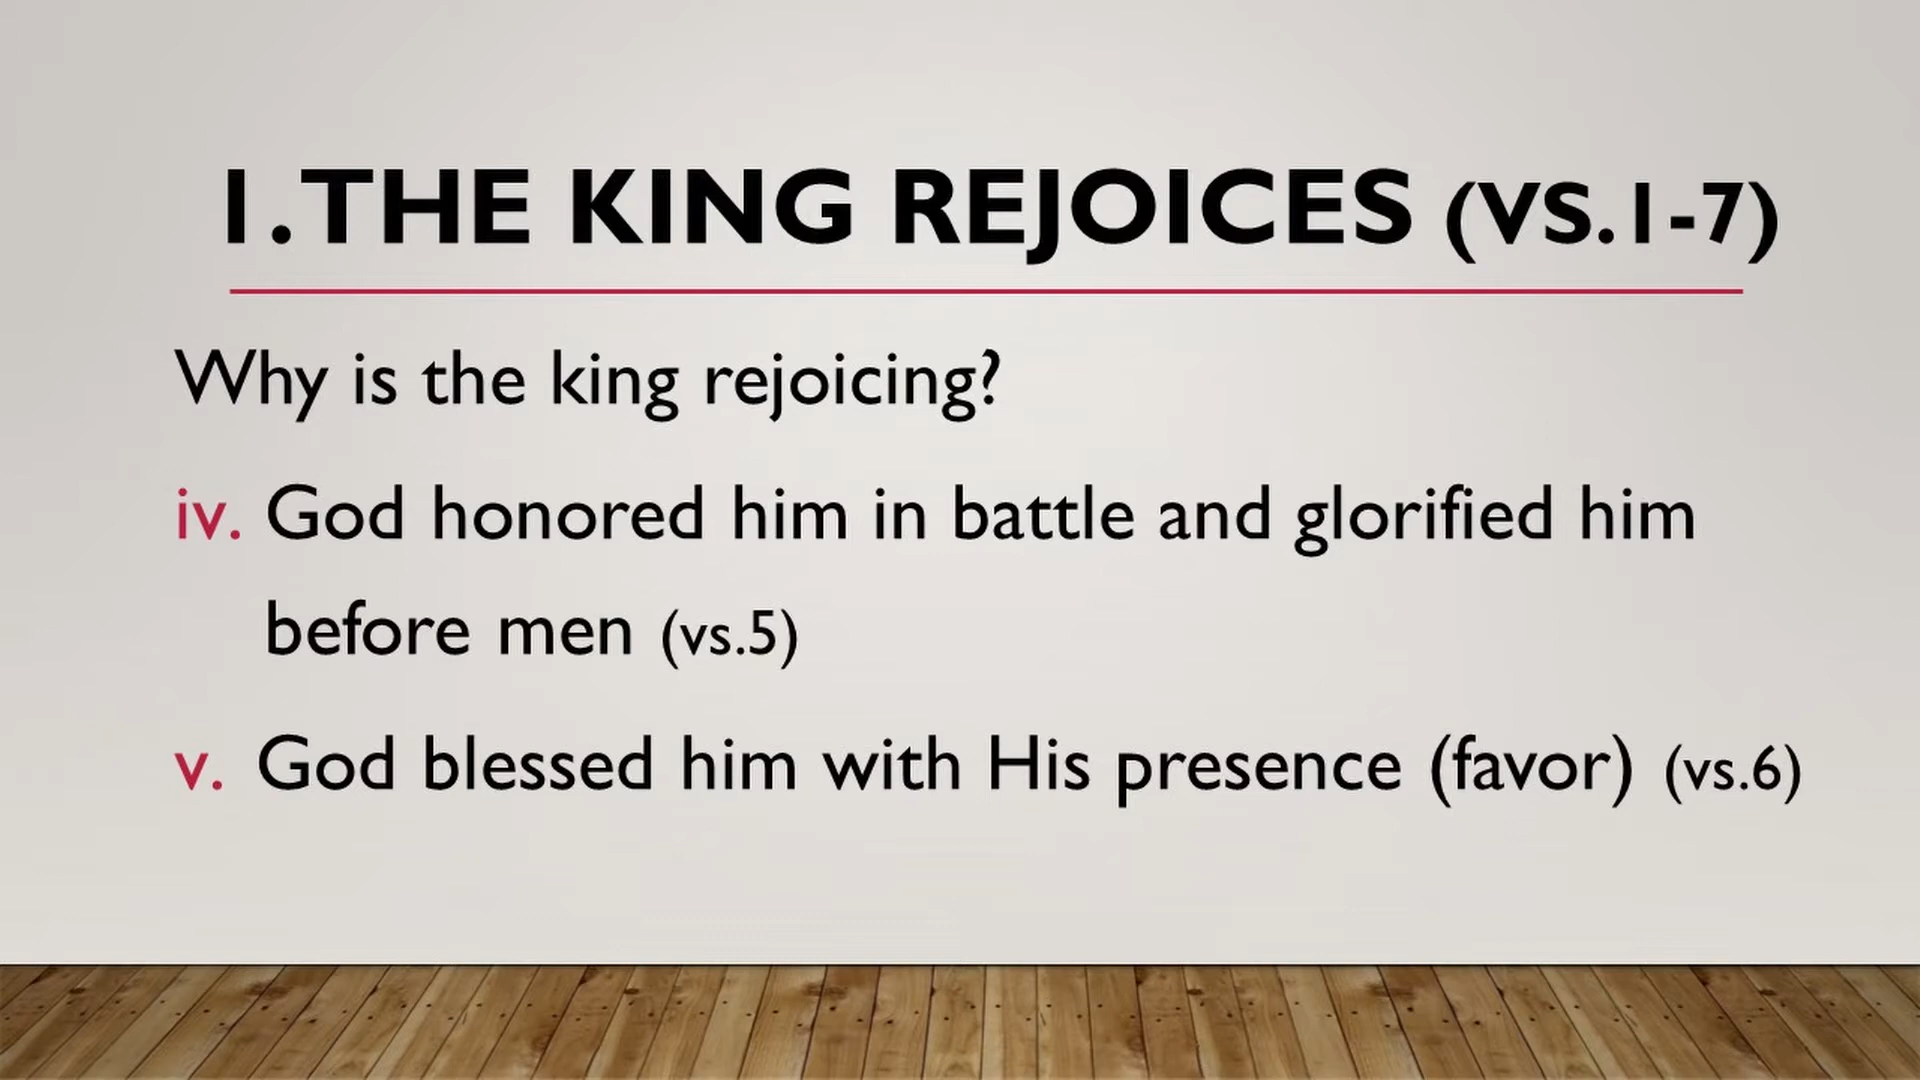 1. THE KING REJOICES (VS.1-7)
Why is the king rejoicing?
iv. God honored him in battle and glorified him
before men (vs.5)
v. God blessed him with His presence (favor) (vs.6)